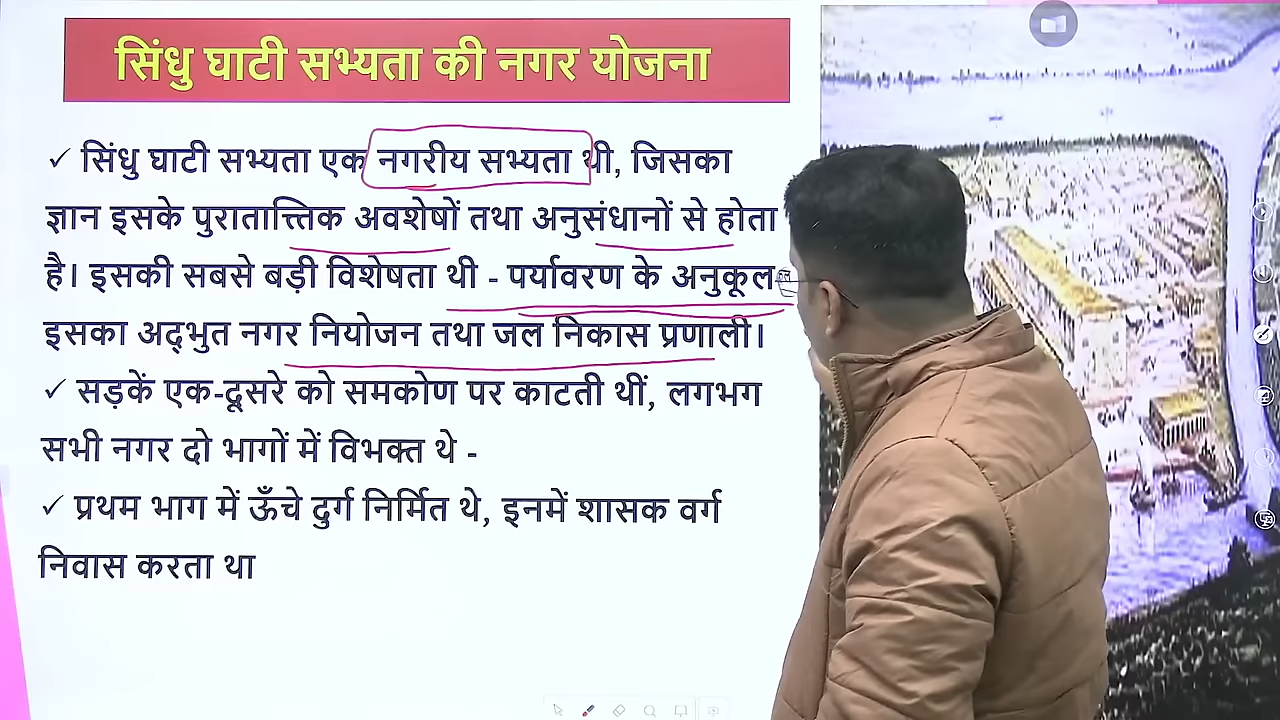 सिंधु घाटी सभ्यता की नगर योजना
✓ सिंधु घाटी सभ्यता एक नगरीय सभ्यता थी, जिसका
ज्ञान इसके पुरातात्त्विक अवशेषों तथा अनुसंधानों से होता
है। इसकी सबसे बड़ी विशेषता थी - पर्यावरण के अनुकूल
इसका अद्भुत नगर नियोजन तथा जल निकास प्रणाली।
✓ सड़कें एक-दूसरे को समकोण पर काटती थीं, लगभग
सभी नगर दो भागों में विभक्त थे -
✓ प्रथम भाग में ऊँचे दुर्ग निर्मित थे, इनमें शासक वर्ग
निवास करता था